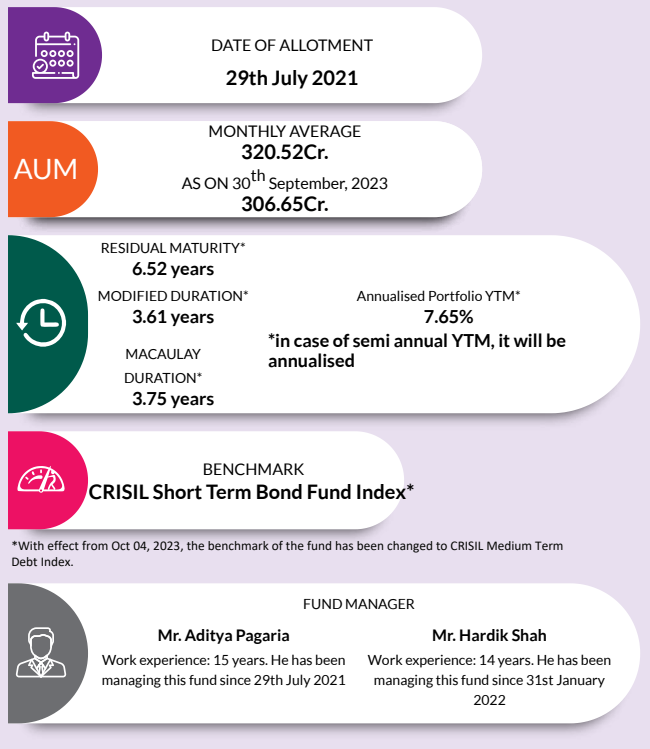 DATE OF ALLOTMENT
29th July 2021
AUM
MONTHLY AVERAGE
320.52Cr.
AS ON 30th September, 2023
306.65Cr.
RESIDUAL MATURITY*
6.52 years
MODIFIED DURATION*
3.61 years
MACAULAY
DURATION*
3.75 years
Annualised Portfolio YTM*
7.65%
*in case of semi annual YTM, it will be
annualised
BENCHMARK
CRISIL Short Term Bond Fund Index*
*With effect from Oct 04, 2023, the benchmark of the fund has been changed to CRISIL Medium Term
Debt Index.
FUND MANAGER
Mr. Aditya Pagaria
Work experience: 15 years. He has been
managing this fund since 29th July 2021
Mr. Hardik Shah
Work experience: 14 years. He has been
managing this fund since 31st January
2022